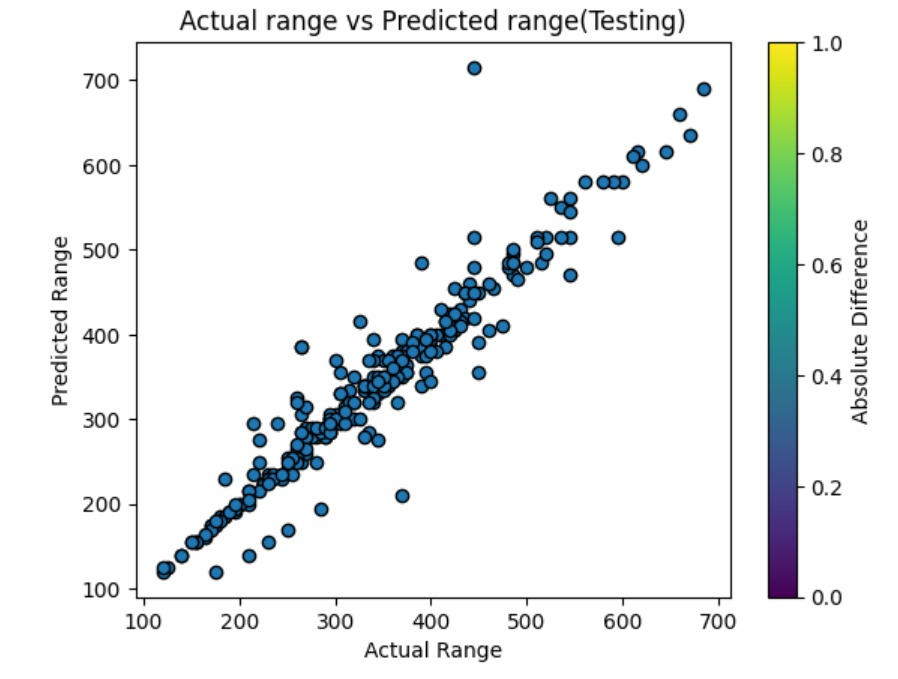 Actual range vs Predicted range(Testing)
700
600
500
400
300
200
100
Predicted Range
100 200 300 400 500 600 700
Actual Range
1.0
0.8
0.6
0.4
0.2
0.0
Absolute Difference